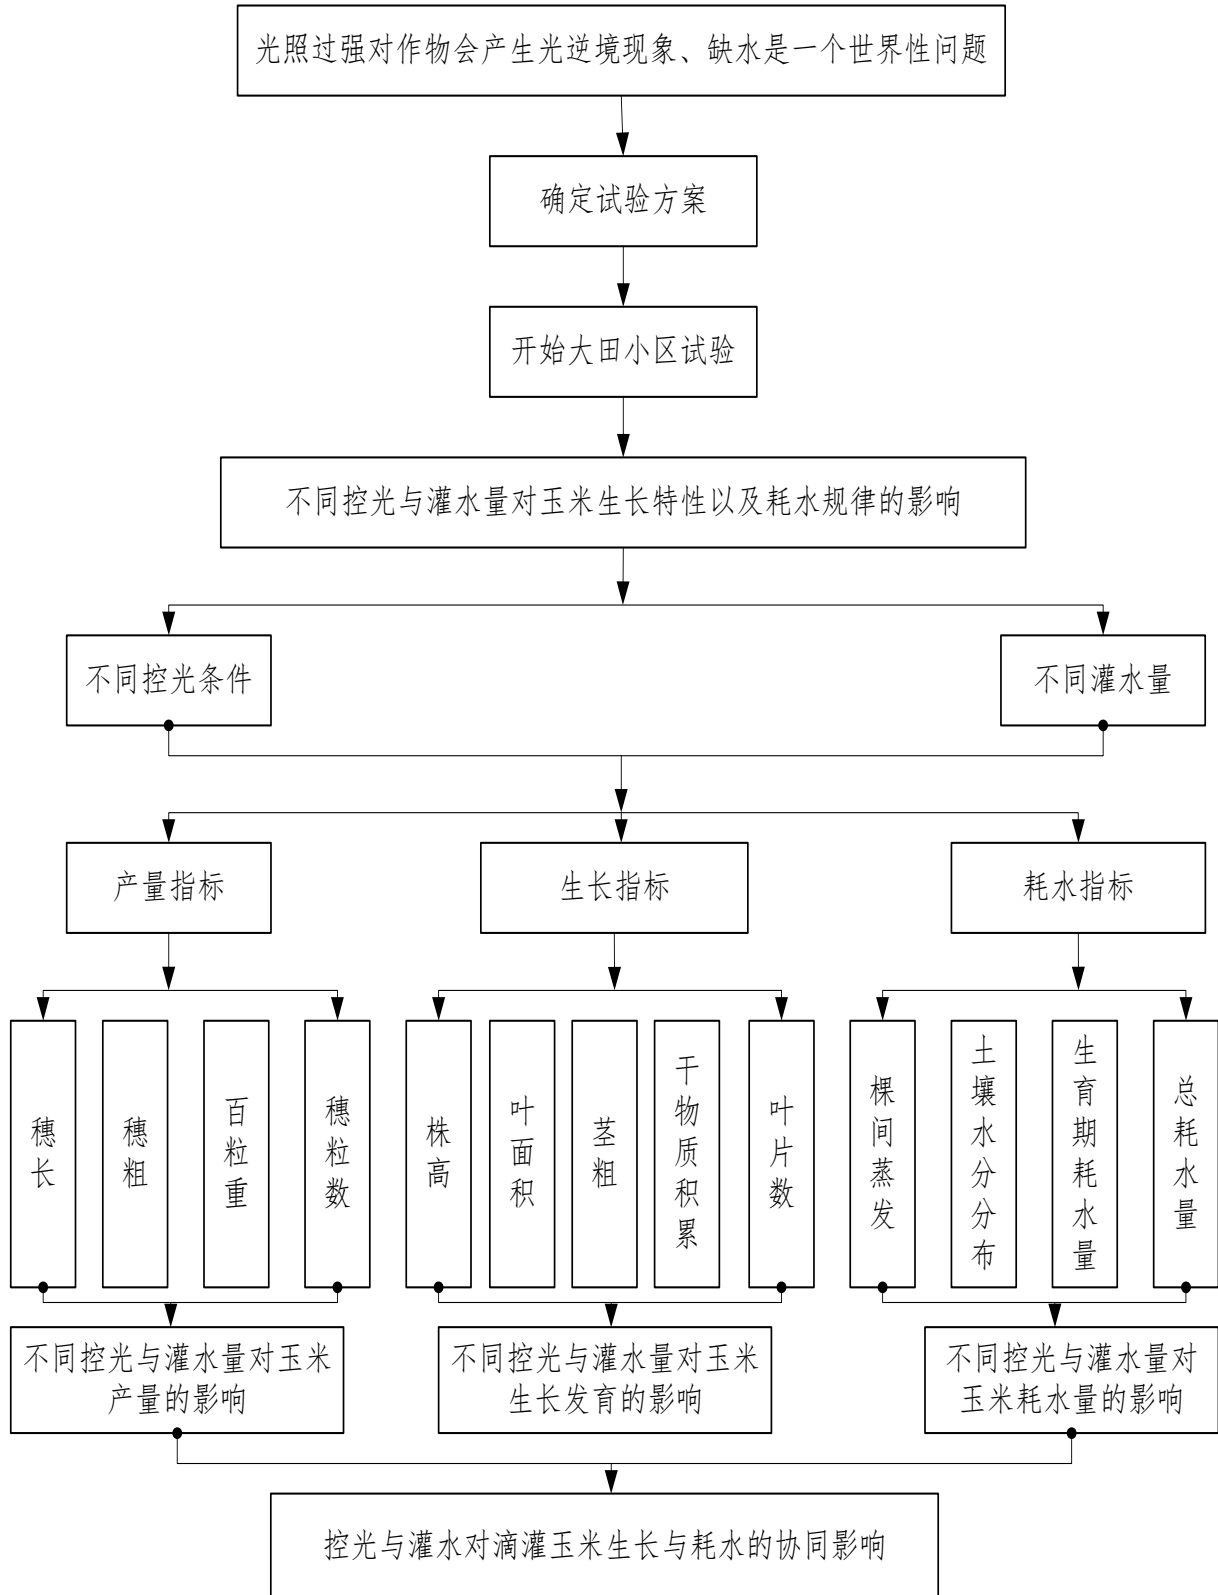 光照过强对作物会产生光逆境现象、缺水是一个世界性问题
确定试验方案
开始大田小区试验
不同控光与灌水量对玉米生长特性以及耗水规律的影响
不同控光条件
不同灌水量
产量指标
生长指标
耗水指标
穗长
穗粗
百粒重
穗粒数
株高
叶面积
茎粗
干物质积累
叶片数
棵间蒸发
土壤水分分布
生育期耗水量
总耗水量
不同控光与灌水量对玉米
产量的影响
不同控光与灌水量对玉米
生长发育的影响
不同控光与灌水量对
玉米耗水量的影响
控光与灌水对滴灌玉米生长与耗水的协同影响